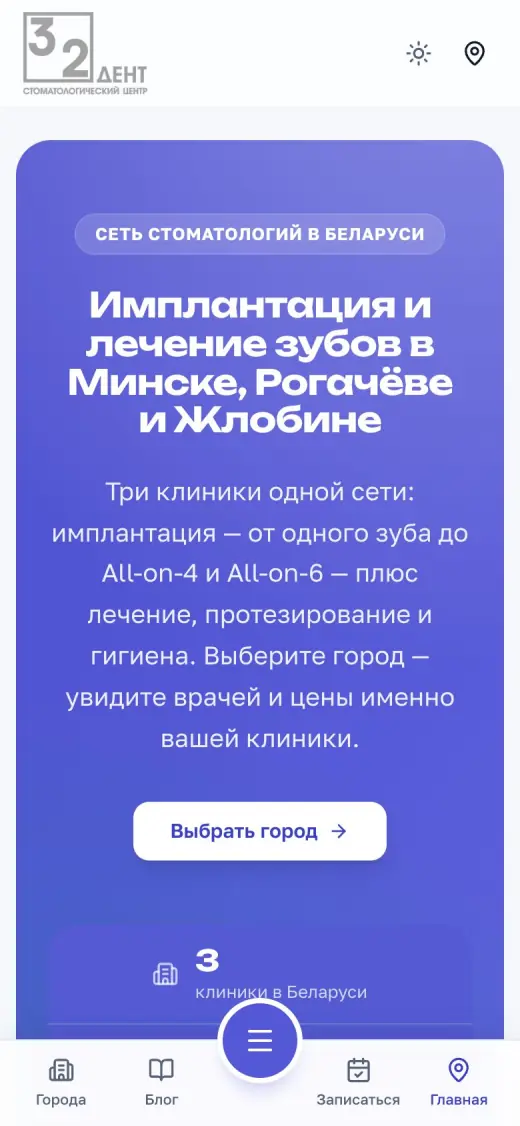 32 ДЕНТ
СТОМАТОЛОГИЧЕСКИЙ ЦЕНТР
СЕТЬ СТОМАТОЛОГИЙ В БЕЛАРУСИ
Имплантация и
лечение зубов в
Минске, Рогачёве
и Жлобине
Три клиники одной сети:
имплантация — от одного зуба до
All-on-4 и All-on-6 — плюс
лечение, протезирование и
гигиена. Выберите город —
увидите врачей и цены именно
вашей клиники.
Выбрать город →
3
клиники в Беларуси
Города
Блог
Записаться
Главная